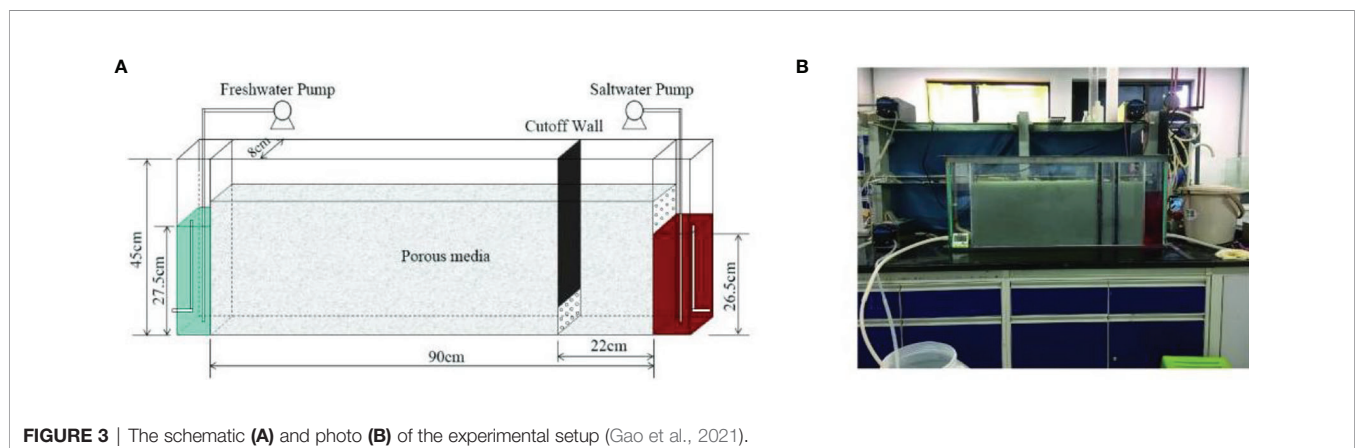 A
B
Freshwater Pump
Saltwater Pump
Cutoff Wall
8cm
45cm
27.5cm
Porous media
26.5cm
22cm
90cm
FIGURE 3 | The schematic (A) and photo (B) of the experimental setup (Gao et al., 2021).